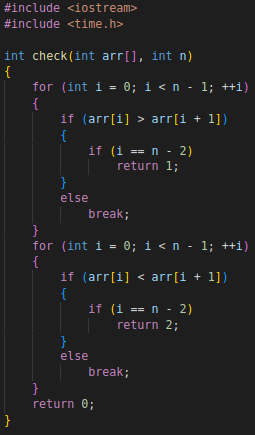 #include <iostream>
#include <time.h>

int check(int arr[], int n)
{
    for (int i = 0; i < n - 1; ++i)
    {
        if (arr[i] > arr[i + 1])
        {
            if (i == n - 2)
                return 1;
        }
        else
            break;
    }
    for (int i = 0; i < n - 1; ++i)
    {
        if (arr[i] < arr[i + 1])
        {
            if (i == n - 2)
                return 2;
        }
        else
            break;
    }
    return 0;
}